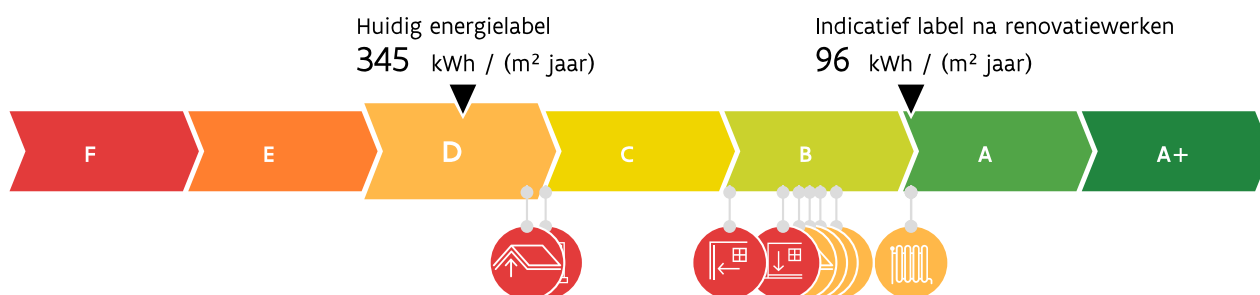 Huidig energielabel
345 kWh / (m² jaar)
Indicatief label na renovatiewerken
96 kWh / (m² jaar)
F E D C B A A+